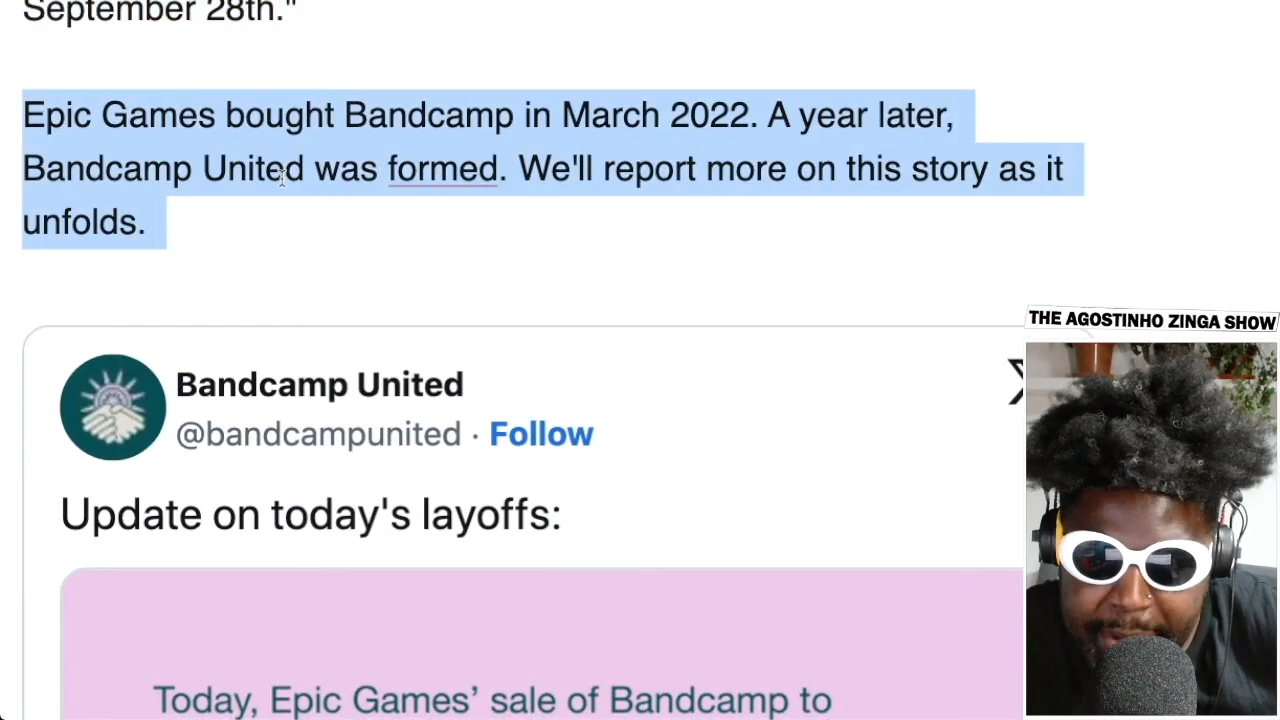 September 28th."
Epic Games bought Bandcamp in March 2022. A year later,
Bandcamp United was formed. We'll report more on this story as it
unfolds.
THE AGOSTINHO ZINGA SHOW
Bandcamp United
@bandcampunited · Follow
Update on today's layoffs:
Today, Epic Games’ sale of Bandcamp to